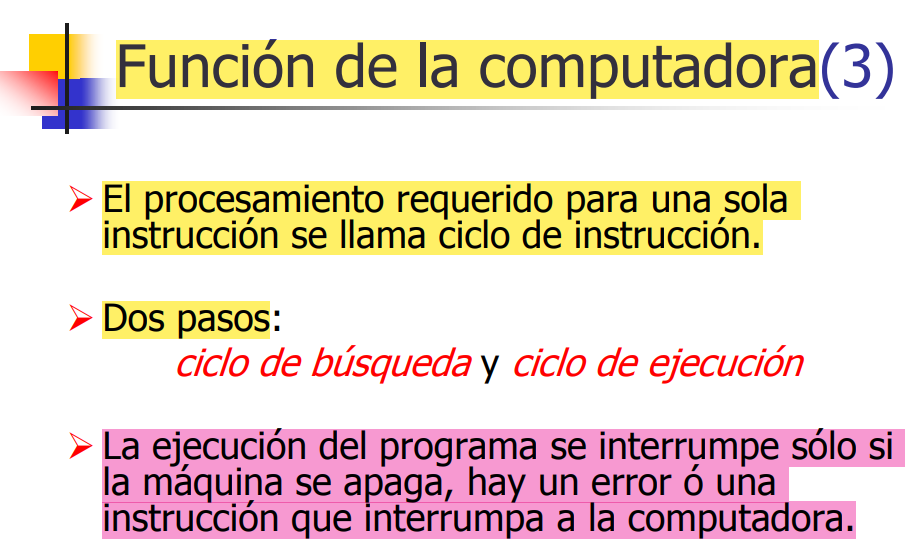 Función de la computadora(3)
El procesamiento requerido para una sola
instrucción se llama ciclo de instrucción.
Dos pasos:
ciclo de búsqueda y ciclo de ejecución
La ejecución del programa se interrumpe sólo si
la máquina se apaga, hay un error ó una
instrucción que interrumpa a la computadora.